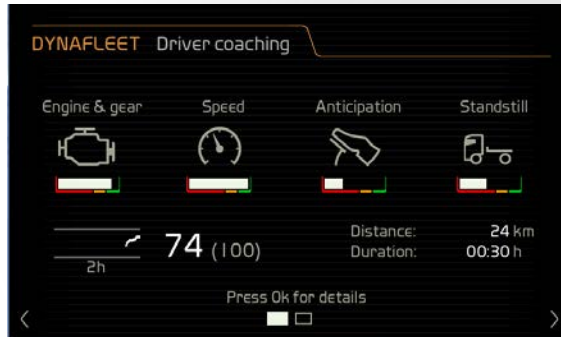 DYNAFLEET Driver coaching
Engine & gear Speed Anticipation Standstill
2h
74 (100)
Distance: 24 km
Duration: 00:30 h
Press Ok for details